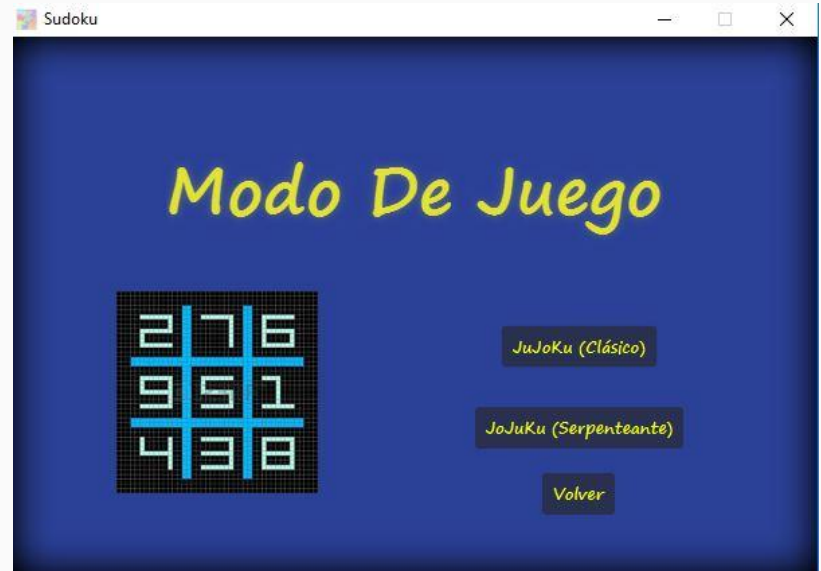 Sudoku
Modo De Juego
2 7 6
9 5 1
4 3 8
JuJoKu (Clásico)
JoJuKu (Serpenteante)
Volver